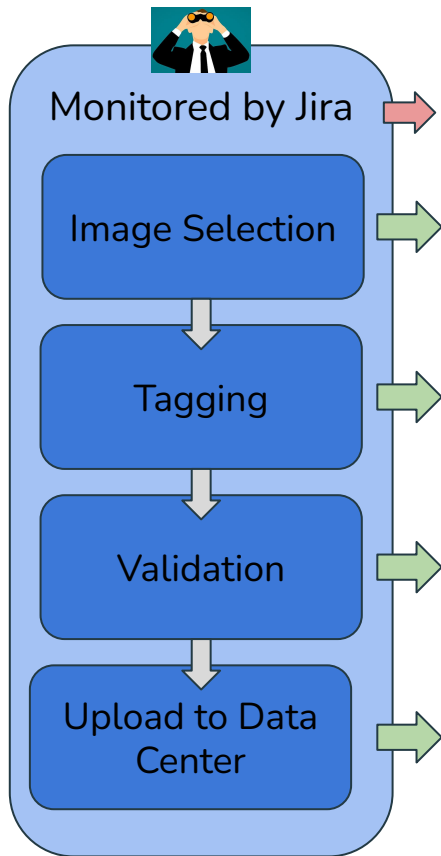 Monitored by Jira
Image Selection
Tagging
Validation
Upload to Data
Center